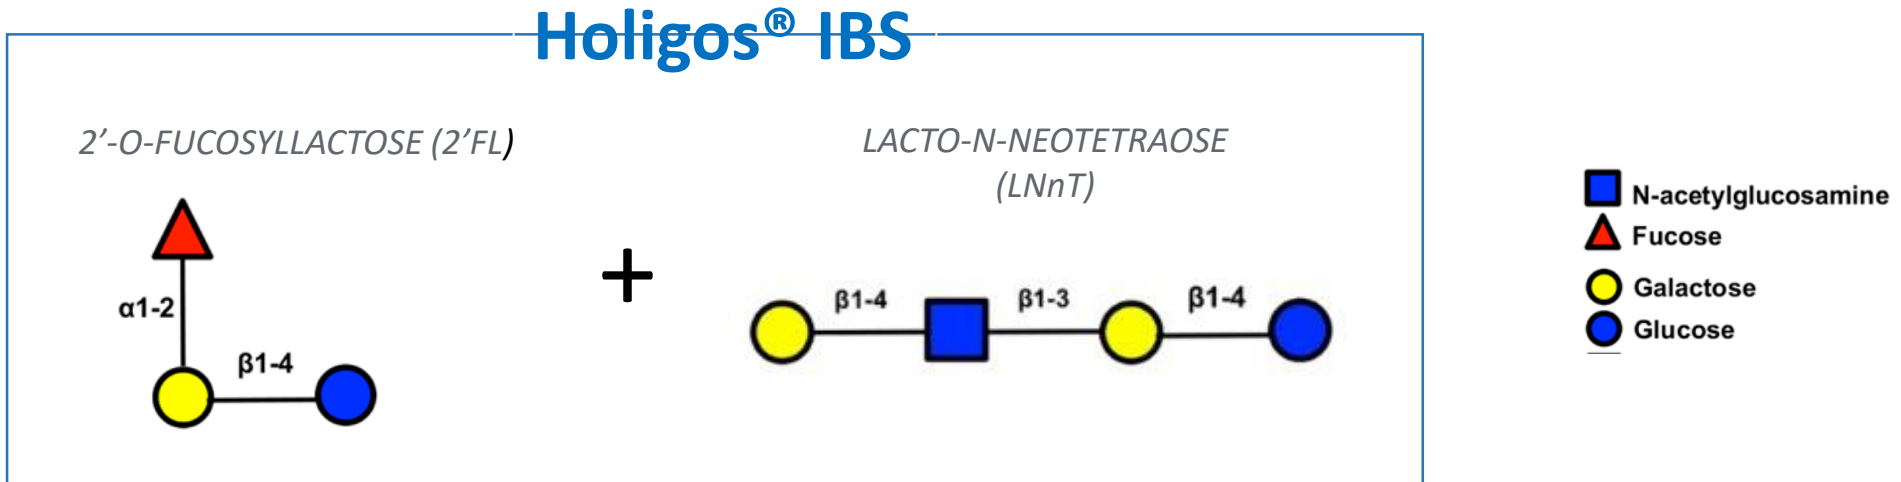 Holigos® IBS
2’-O-FUCOSYLLACTOSE (2’FL)
α1-2
β1-4
+
LACTO-N-NEOTETRAOSE
(LNnT)
β1-4
β1-3
β1-4
N-acetylglucosamine
Fucose
Galactose
Glucose